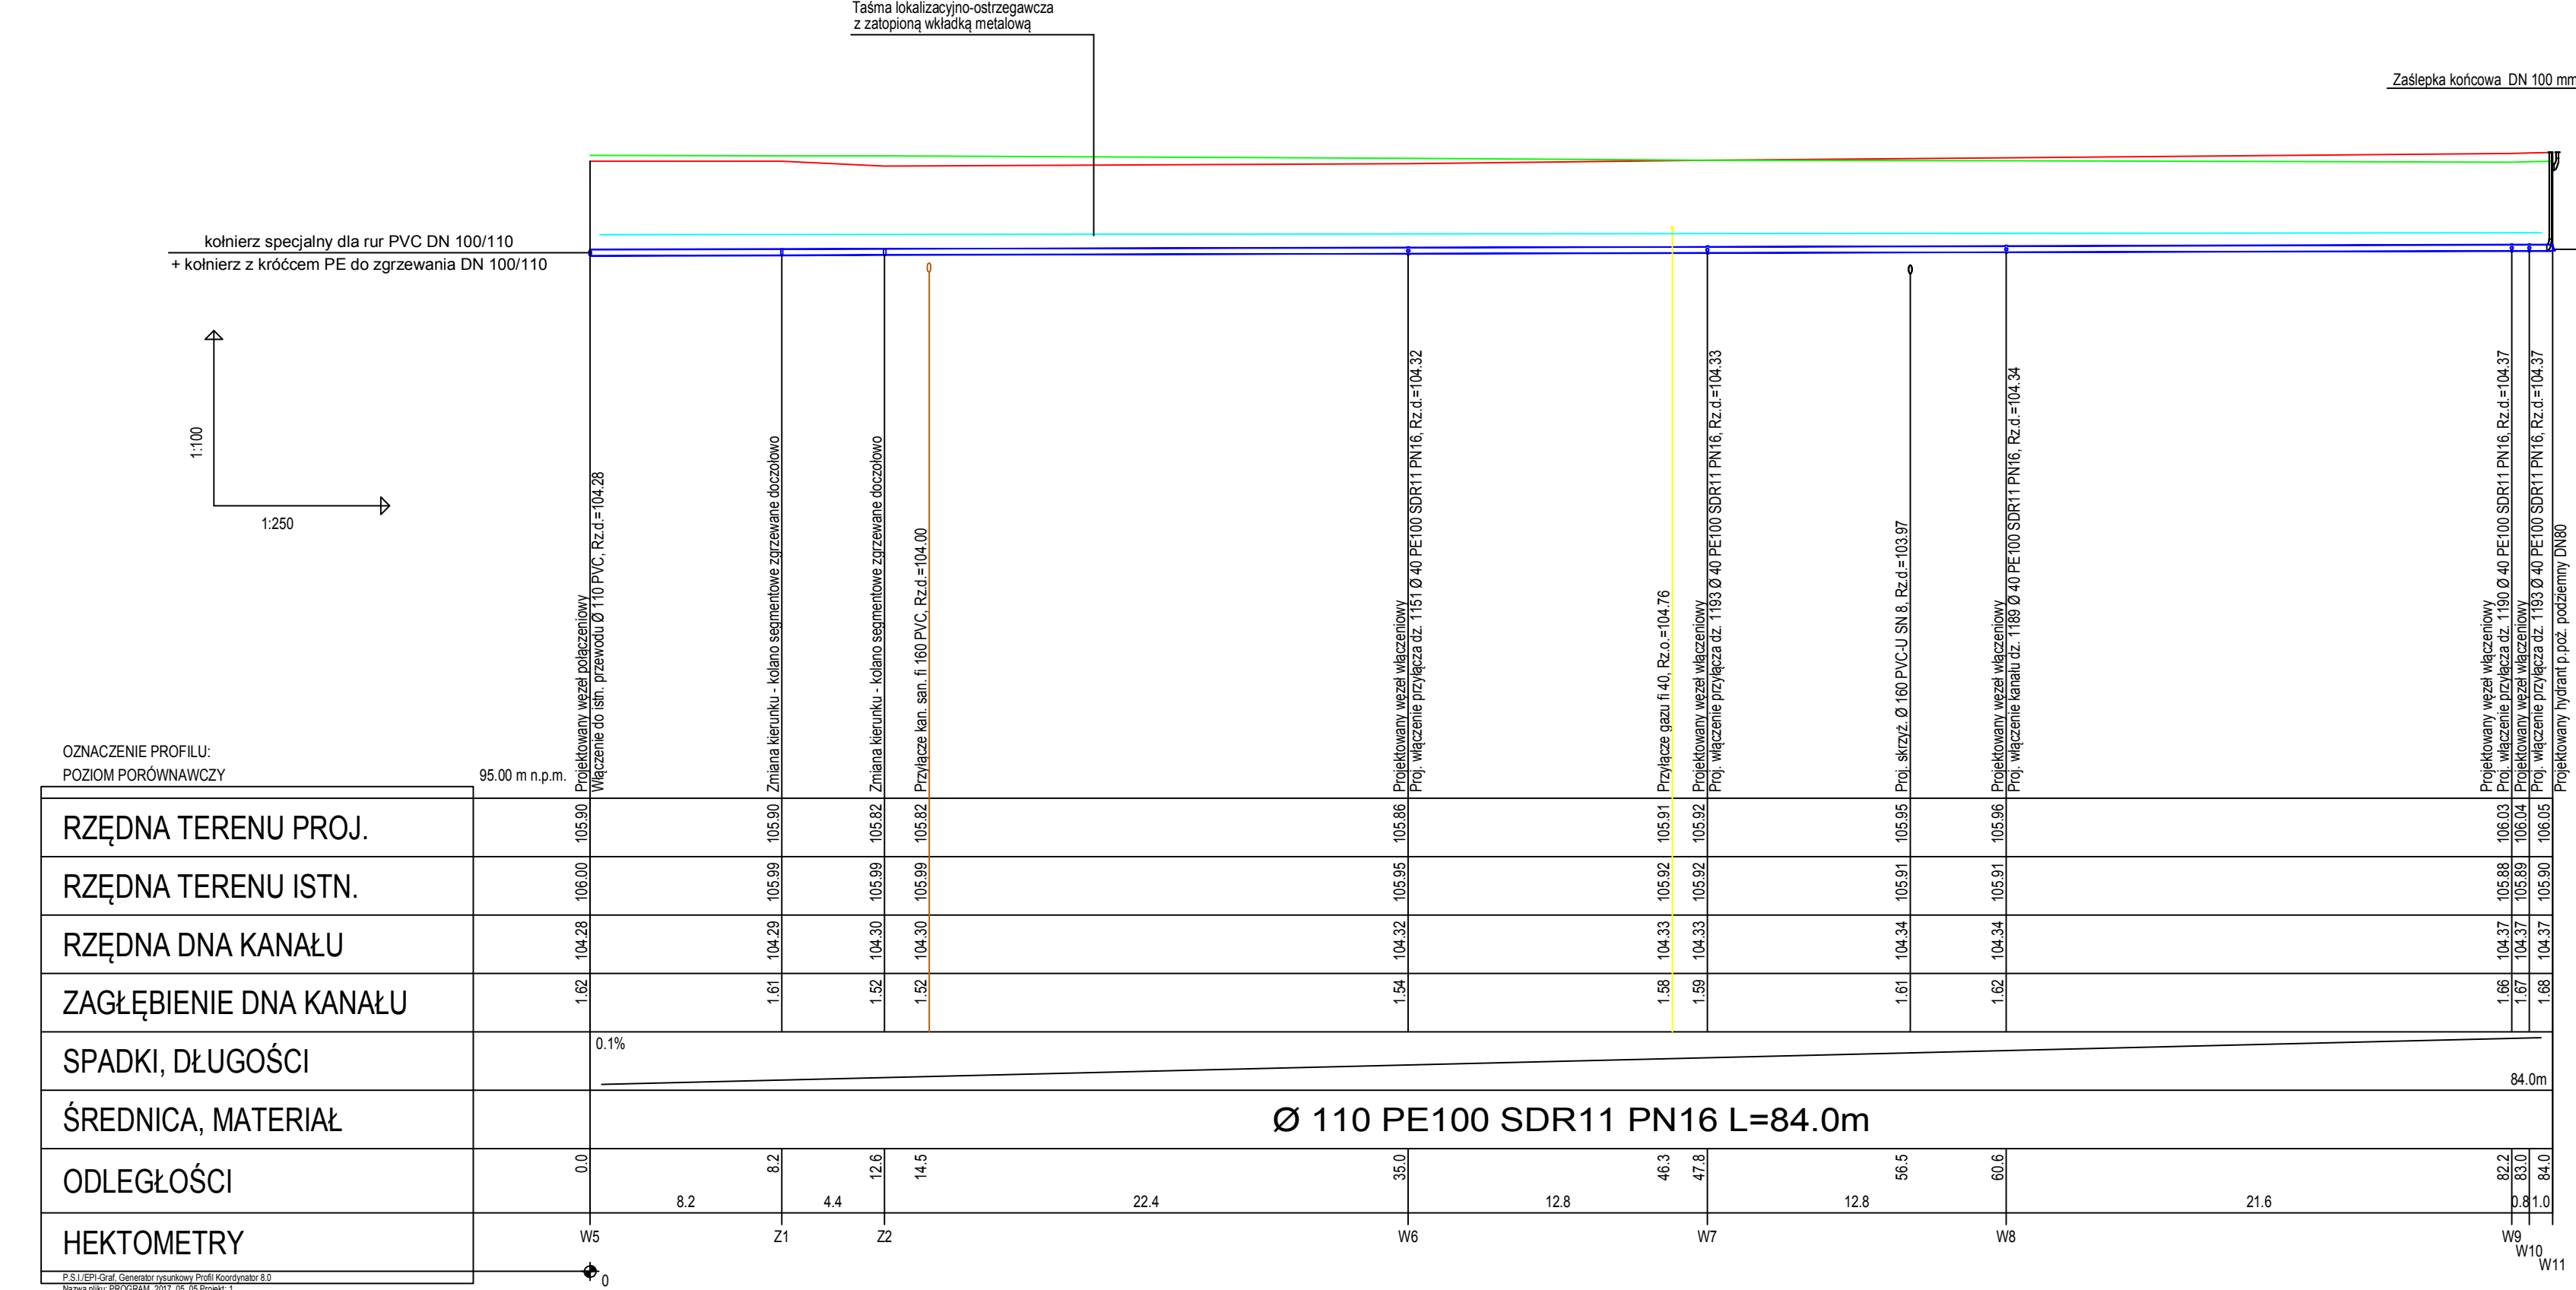 Taśma lokalizacyjno-ostrzegawcza
z zatopioną wkładką metalową
Zaślepka końcowa DN 100 mm
kołnierz specjalny dla rur PVC DN 100/110
+ kołnierz z króćcem PE do zgrzewania DN 100/110
1:100
1:250
Projektowany węzeł połączeniowy
Włączenie do istn. przewodu Ø 110 PVC, Rz.d.=104.28
Zmiana kierunku - kolano segmentowe zgrzewane doczołowo
Zmiana kierunku - kolano segmentowe zgrzewane doczołowo
Przyłącze kan. san. fi 160 PVC, Rz.d.=104.00
Projektowany węzeł włączeniowy
Proj. włączenie przyłącza dz. 1151 Ø 40 PE100 SDR11 PN16, Rz.d.=104.32
Przyłącze gazu fi 40, Rz.o.=104.76
Projektowany węzeł włączeniowy
Proj. włączenie przyłącza dz. 1193 Ø 40 PE100 SDR11 PN16, Rz.d.=104.33
Proj. skrzyż. Ø 160 PVC-U SN 8, Rz.d.=103.97
Projektowany węzeł włączeniowy
Proj. włączenie kanału dz. 1189 Ø 40 PE100 SDR11 PN16, Rz.d.=104.34
Projektowany węzeł włączeniowy
Proj. włączenie przyłącza dz. 1190 Ø 40 PE100 SDR11 PN16, Rz.d.=104.37
Projektowany węzeł włączeniowy
Proj. włączenie przyłącza dz. 1193 Ø 40 PE100 SDR11 PN16, Rz.d.=104.37
Projektowany hydrant p.poż. podziemny DN80
OZNACZENIE PROFILU:
POZIOM PORÓWNAWCZY 95.00 m n.p.m.
RZĘDNA TERENU PROJ. 105.90 105.90 105.82 105.82 105.86 105.91 105.92 105.95 105.96 106.03 106.04 106.05
RZĘDNA TERENU ISTN. 106.00 105.99 105.99 105.99 105.95 105.92 105.92 105.91 105.91 105.88 105.89 105.90
RZĘDNA DNA KANAŁU 104.28 104.29 104.30 104.30 104.32 104.33 104.33 104.34 104.34 104.37 104.37 104.37
ZAGŁĘBIENIE DNA KANAŁU 1.62 1.61 1.52 1.52 1.54 1.58 1.59 1.61 1.62 1.66 1.67 1.68
SPADKI, DŁUGOŚCI 0.1% 84.0m
ŚREDNICA, MATERIAŁ Ø 110 PE100 SDR11 PN16 L=84.0m
ODLEGŁOŚCI 0.0 8.2 12.6 14.5 35.0 46.3 47.8 56.5 60.6 82.2 83.0 84.0
8.2 4.4 22.4 12.8 12.8 21.6 0.8 1.0
HEKTOMETRY W5 Z1 Z2 W6 W7 W8 W9 W10 W11
0
P.S.I./EPI-Graf, Generator rysunkowy Profil Koordynator 8.0
Nazwa pliku: PROGRAM_2017_05_05 Projekt: 1